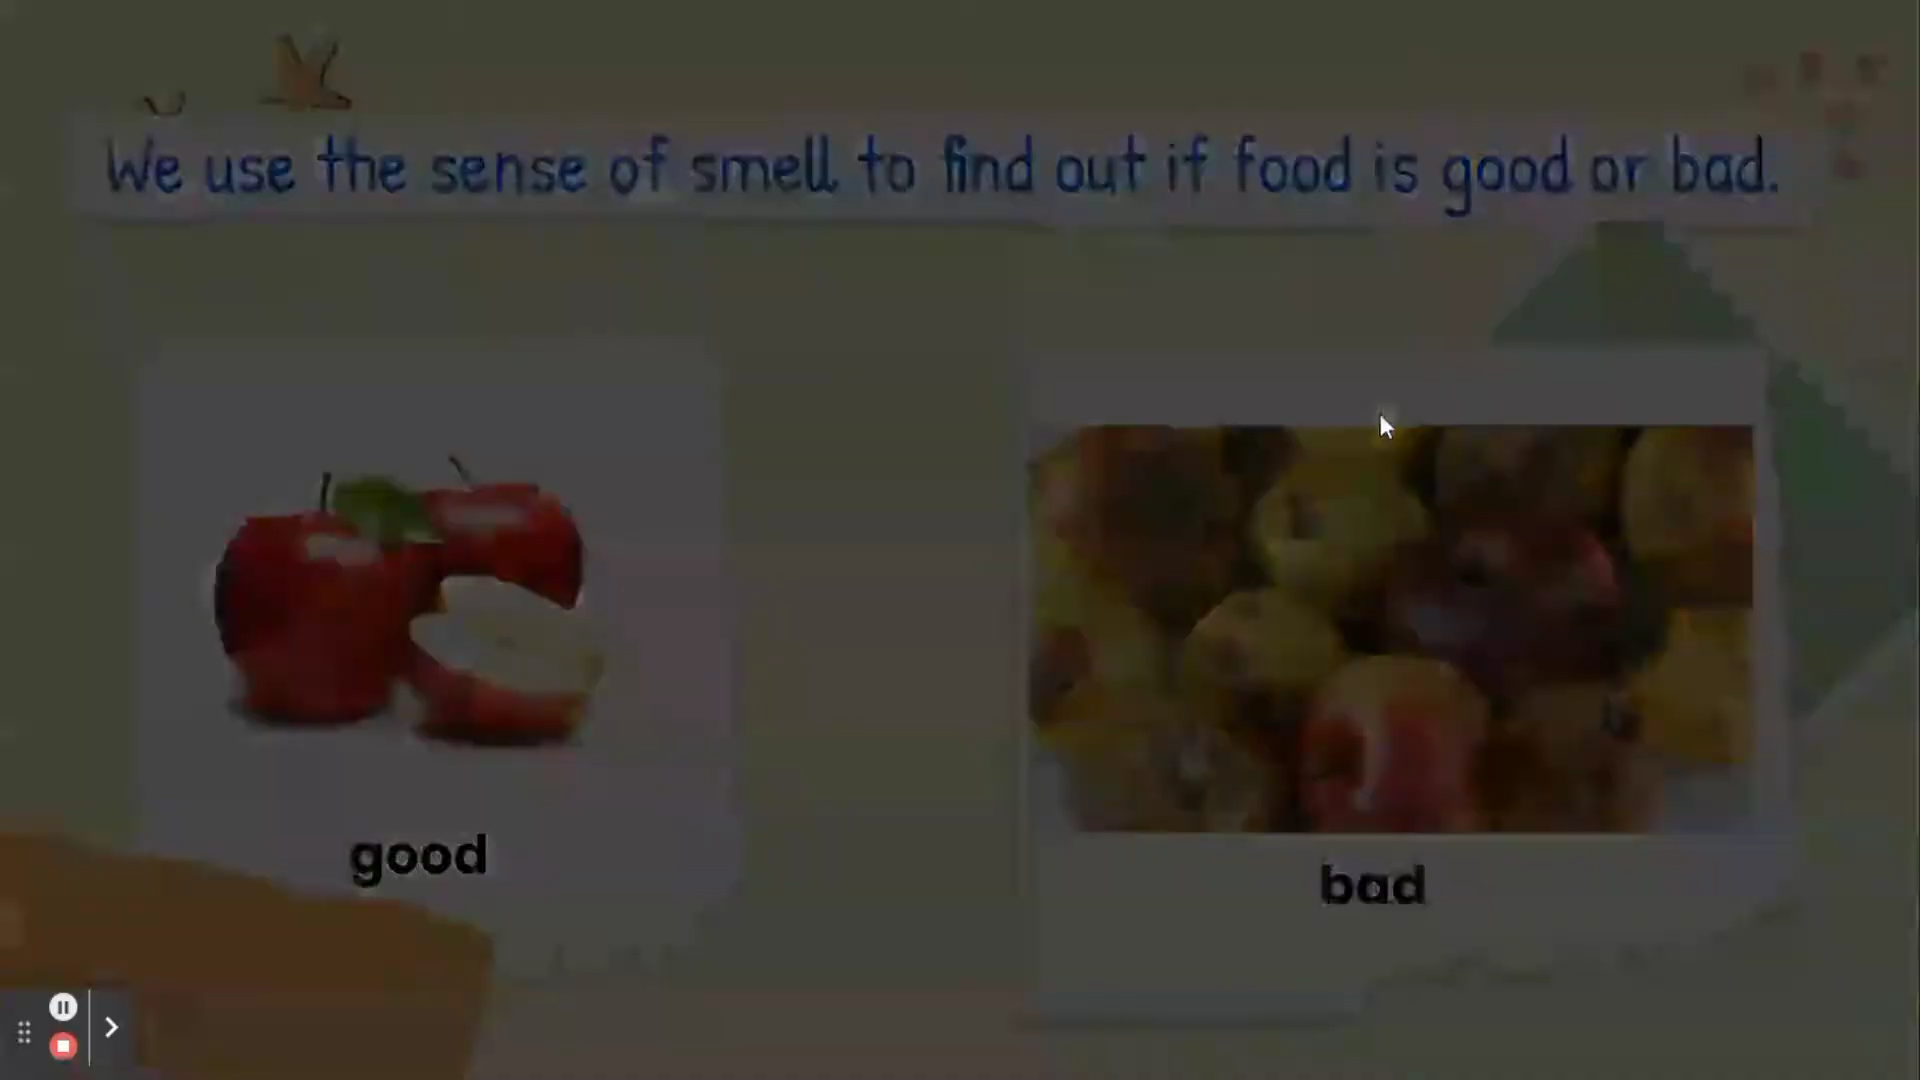 We use the sense of smell to find out if food is good or bad.
good
bad